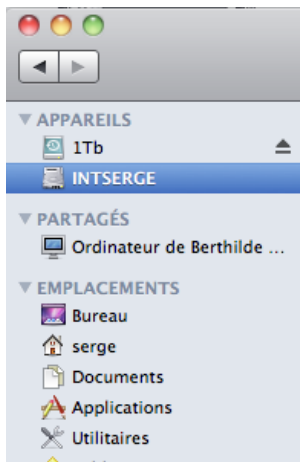 APPAREILS
1Tb
INTSERGE
PARTAGÉS
Ordinateur de Berthilde ...
EMPLACEMENTS
Bureau
serge
Documents
Applications
Utilitaires